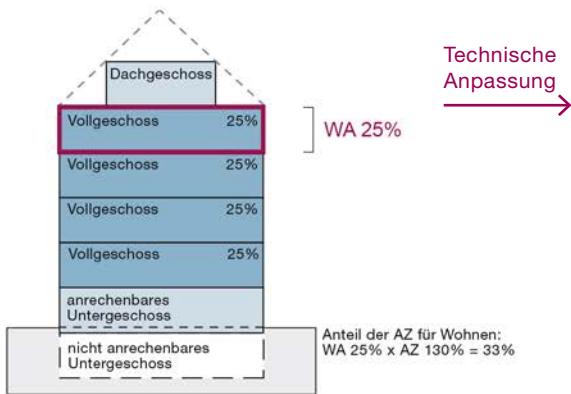 Technische
Anpassung
Dachgeschoss
Vollgeschoss 25%
WA 25%
Vollgeschoss 25%
Vollgeschoss 25%
Vollgeschoss 25%
anrechenbares
Untergeschoss
nicht anrechenbares
Untergeschoss
Anteil der AZ für Wohnen:
WA 25% x AZ 130% = 33%